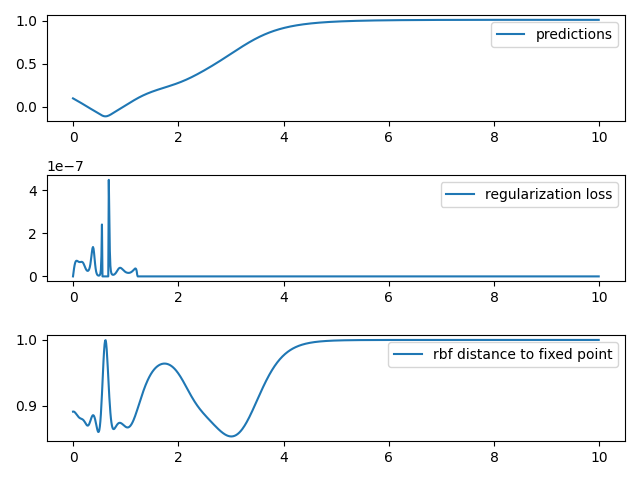 1.0
predictions
0.5
0.0
0 2 4 6 8 10
1e−7
4
regularization loss
2
0
0 2 4 6 8 10
1.0
rbf distance to fixed point
0.9
0 2 4 6 8 10